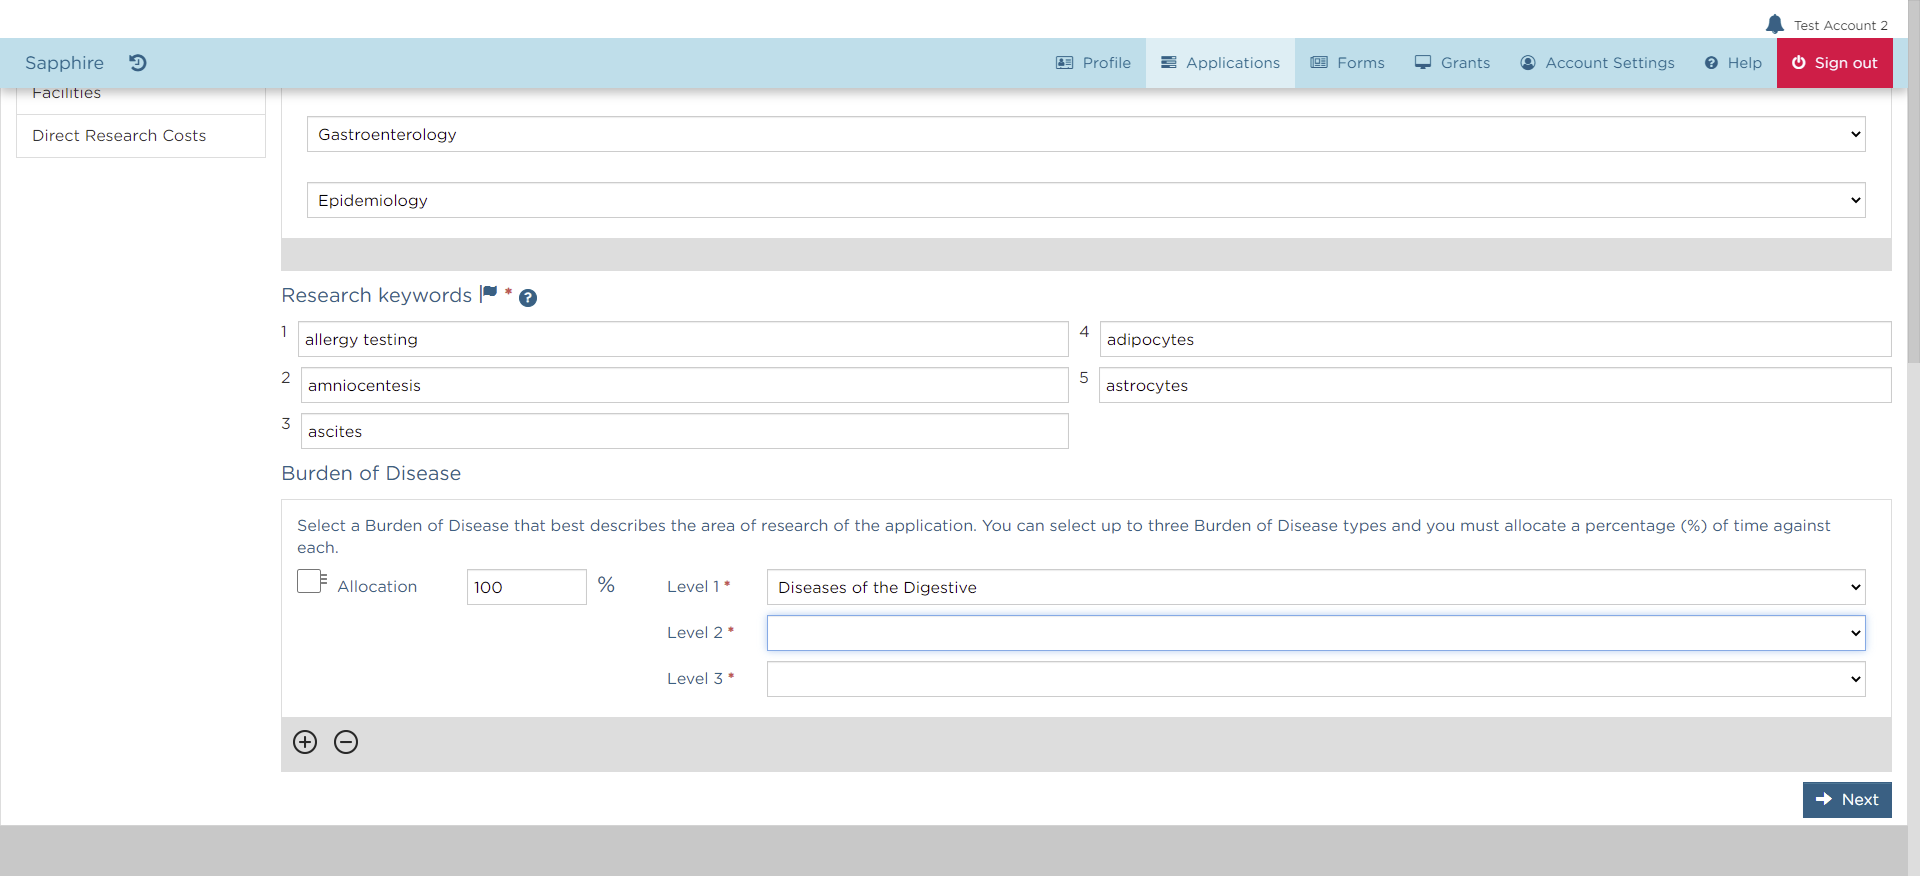 Test Account 2
Sapphire
Profile
Applications
Forms
Grants
Account Settings
Help
Sign out
Facilities
Direct Research Costs
Gastroenterology
Epidemiology
Research keywords * ?
1 allergy testing
4 adipocytes
2 amniocentesis
5 astrocytes
3 ascites
Burden of Disease
Select a Burden of Disease that best describes the area of research of the application. You can select up to three Burden of Disease types and you must allocate a percentage (%) of time against
each.
Allocation 100 % Level 1 * Diseases of the Digestive
Level 2 *
Level 3 *
Next